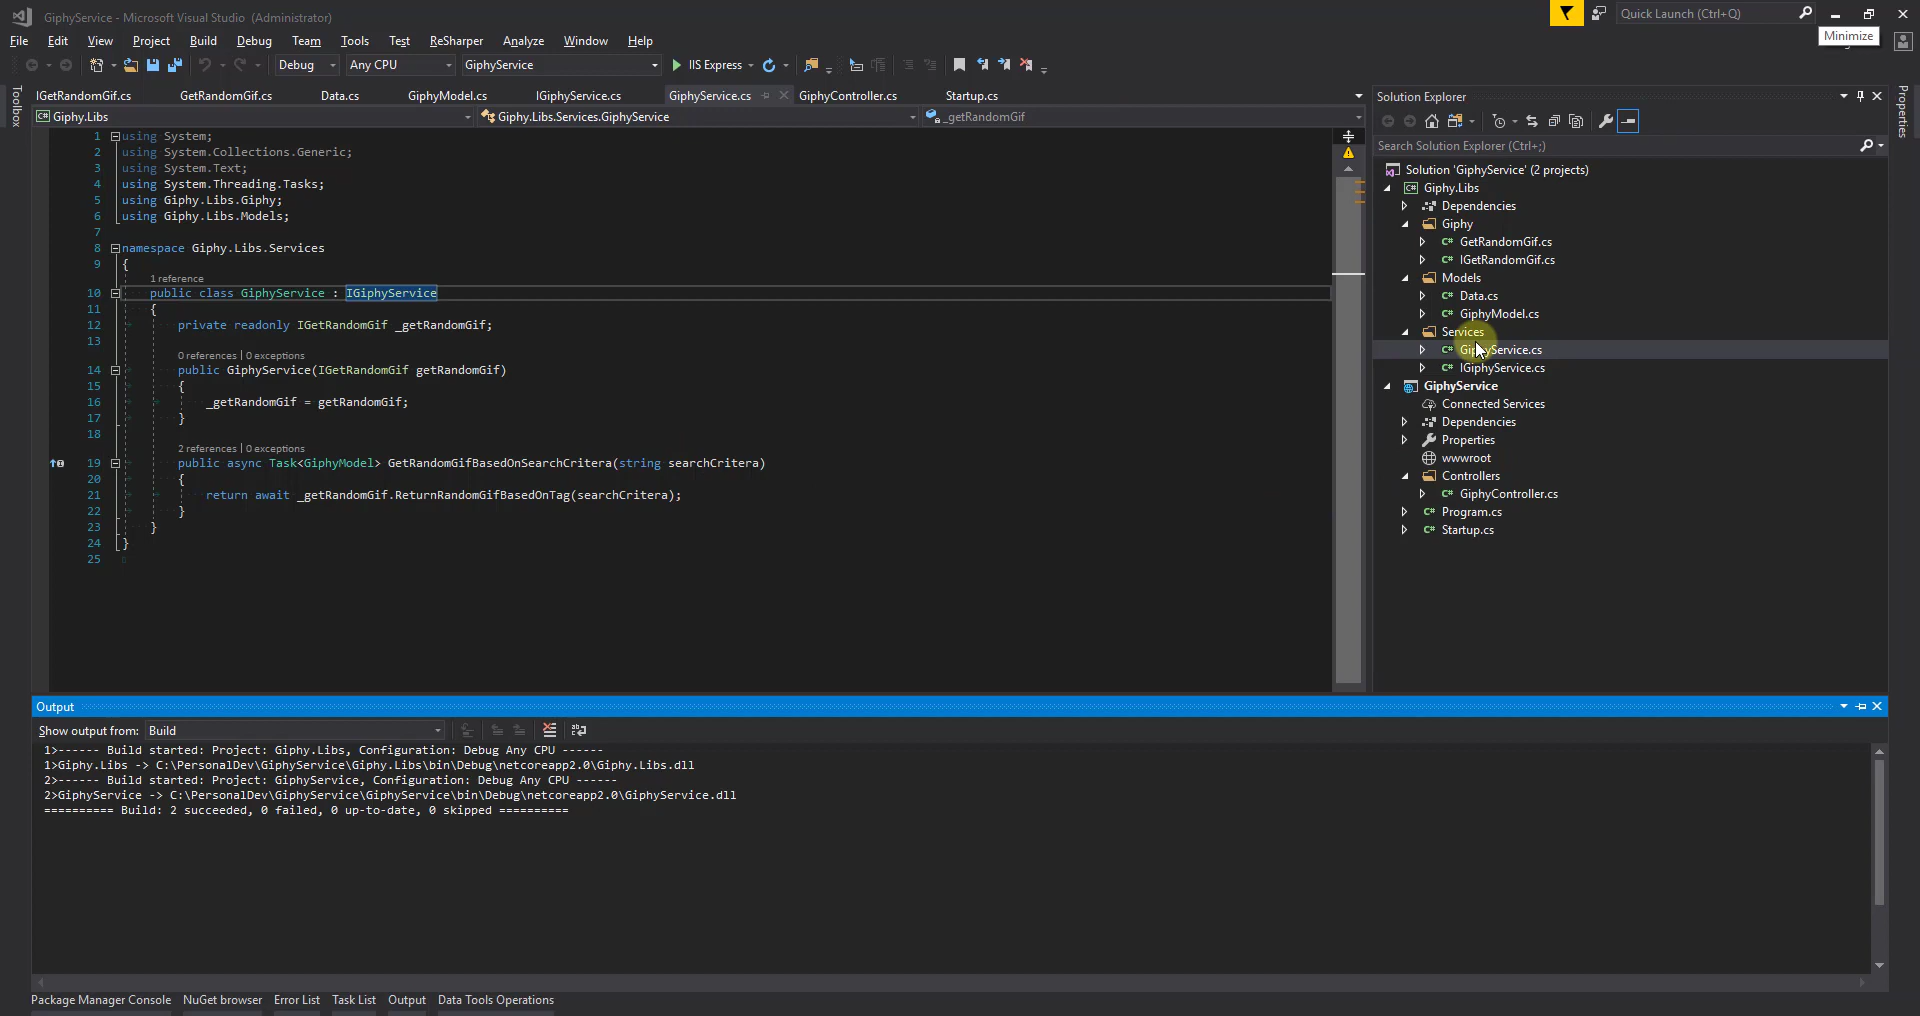 GiphyService - Microsoft Visual Studio (Administrator)
Quick Launch (Ctrl+Q)
Minimize
File Edit View Project Build Debug Team Tools Test ReSharper Analyze Window Help
Debug Any CPU GiphyService IIS Express
Toolbox
IGetRandomGif.cs GetRandomGif.cs Data.cs GiphyModel.cs IGiphyService.cs GiphyService.cs GiphyController.cs Startup.cs
Giphy.Libs Giphy.Libs.Services.GiphyService _getRandomGif
1 using System;
2 using System.Collections.Generic;
3 using System.Text;
4 using System.Threading.Tasks;
5 using Giphy.Libs.Giphy;
6 using Giphy.Libs.Models;
7
8 namespace Giphy.Libs.Services
9 {
1 reference
10 public class GiphyService : IGiphyService
11 {
12 private readonly IGetRandomGif _getRandomGif;
13
0 references | 0 exceptions
14 public GiphyService(IGetRandomGif getRandomGif)
15 {
16 _getRandomGif = getRandomGif;
17 }
18
2 references | 0 exceptions
19 public async Task<GiphyModel> GetRandomGifBasedOnSearchCritera(string searchCritera)
20 {
21 return await _getRandomGif.ReturnRandomGifBasedOnTag(searchCritera);
22 }
23 }
24 }
25
Solution Explorer
Search Solution Explorer (Ctrl+;)
Solution 'GiphyService' (2 projects)
Giphy.Libs
Dependencies
Giphy
GetRandomGif.cs
IGetRandomGif.cs
Models
Data.cs
GiphyModel.cs
Services
GiphyService.cs
IGiphyService.cs
GiphyService
Connected Services
Dependencies
Properties
wwwroot
Controllers
GiphyController.cs
Program.cs
Startup.cs
Properties
Output
Show output from: Build
1>------ Build started: Project: Giphy.Libs, Configuration: Debug Any CPU ------
1>Giphy.Libs -> C:\PersonalDev\GiphyService\Giphy.Libs\bin\Debug\netcoreapp2.0\Giphy.Libs.dll
2>------ Build started: Project: GiphyService, Configuration: Debug Any CPU ------
2>GiphyService -> C:\PersonalDev\GiphyService\GiphyService\bin\Debug\netcoreapp2.0\GiphyService.dll
========== Build: 2 succeeded, 0 failed, 0 up-to-date, 0 skipped ==========
Package Manager Console NuGet browser Error List Task List Output Data Tools Operations